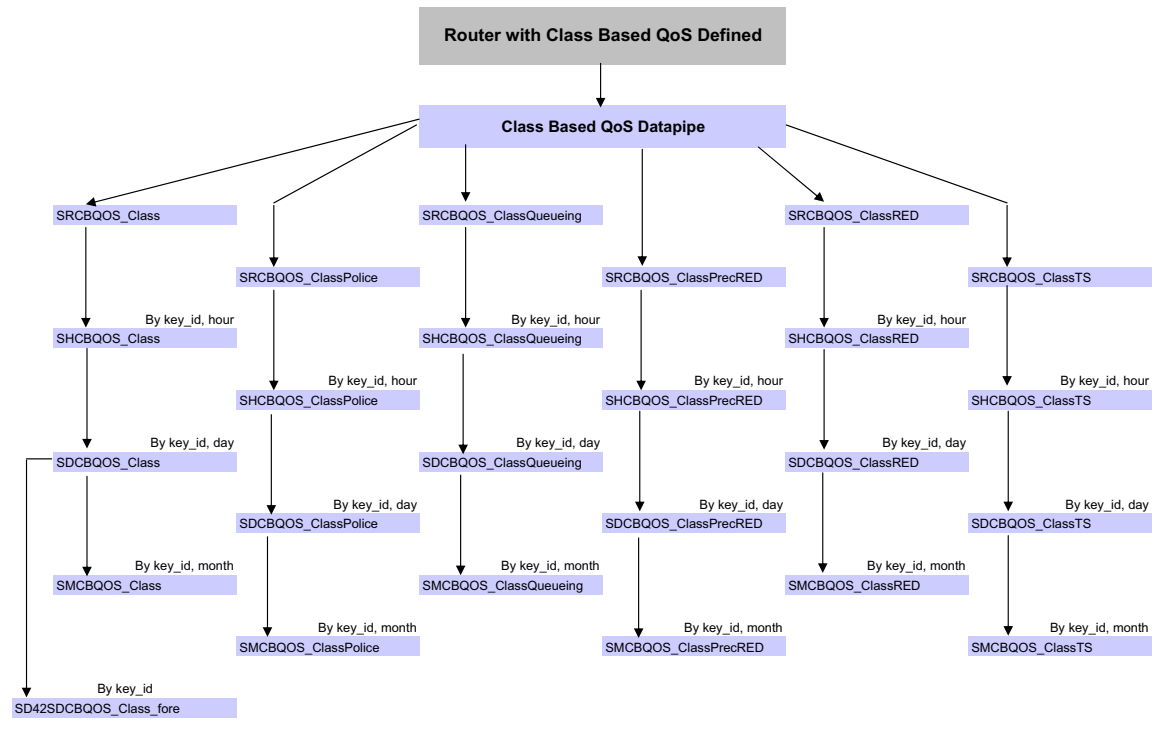 Router with Class Based QoS Defined
Class Based QoS Datapipe
SRCBQOS_Class
SRCBQOS_ClassQueueing
SRCBQOS_ClassRED
SRCBQOS_ClassPolice
SRCBQOS_ClassPrecRED
SRCBQOS_ClassTS
By key_id, hour
By key_id, hour
By key_id, hour
SHCBQOS_Class
SHCBQOS_ClassQueueing
SHCBQOS_ClassRED
By key_id, hour
By key_id, hour
By key_id, hour
SHCBQOS_ClassPolice
SHCBQOS_ClassPrecRED
SHCBQOS_ClassTS
By key_id, day
By key_id, day
By key_id, day
SDCBQOS_Class
SDCBQOS_ClassQueueing
SDCBQOS_ClassRED
By key_id, day
By key_id, day
By key_id, day
SDCBQOS_ClassPolice
SDCBQOS_ClassPrecRED
SDCBQOS_ClassTS
By key_id, month
By key_id, month
By key_id, month
SMCBQOS_Class
SMCBQOS_ClassQueueing
SMCBQOS_ClassRED
By key_id, month
By key_id, month
By key_id, month
SMCBQOS_ClassPolice
SMCBQOS_ClassPrecRED
SMCBQOS_ClassTS
By key_id
SD42SDCBQOS_Class_fore